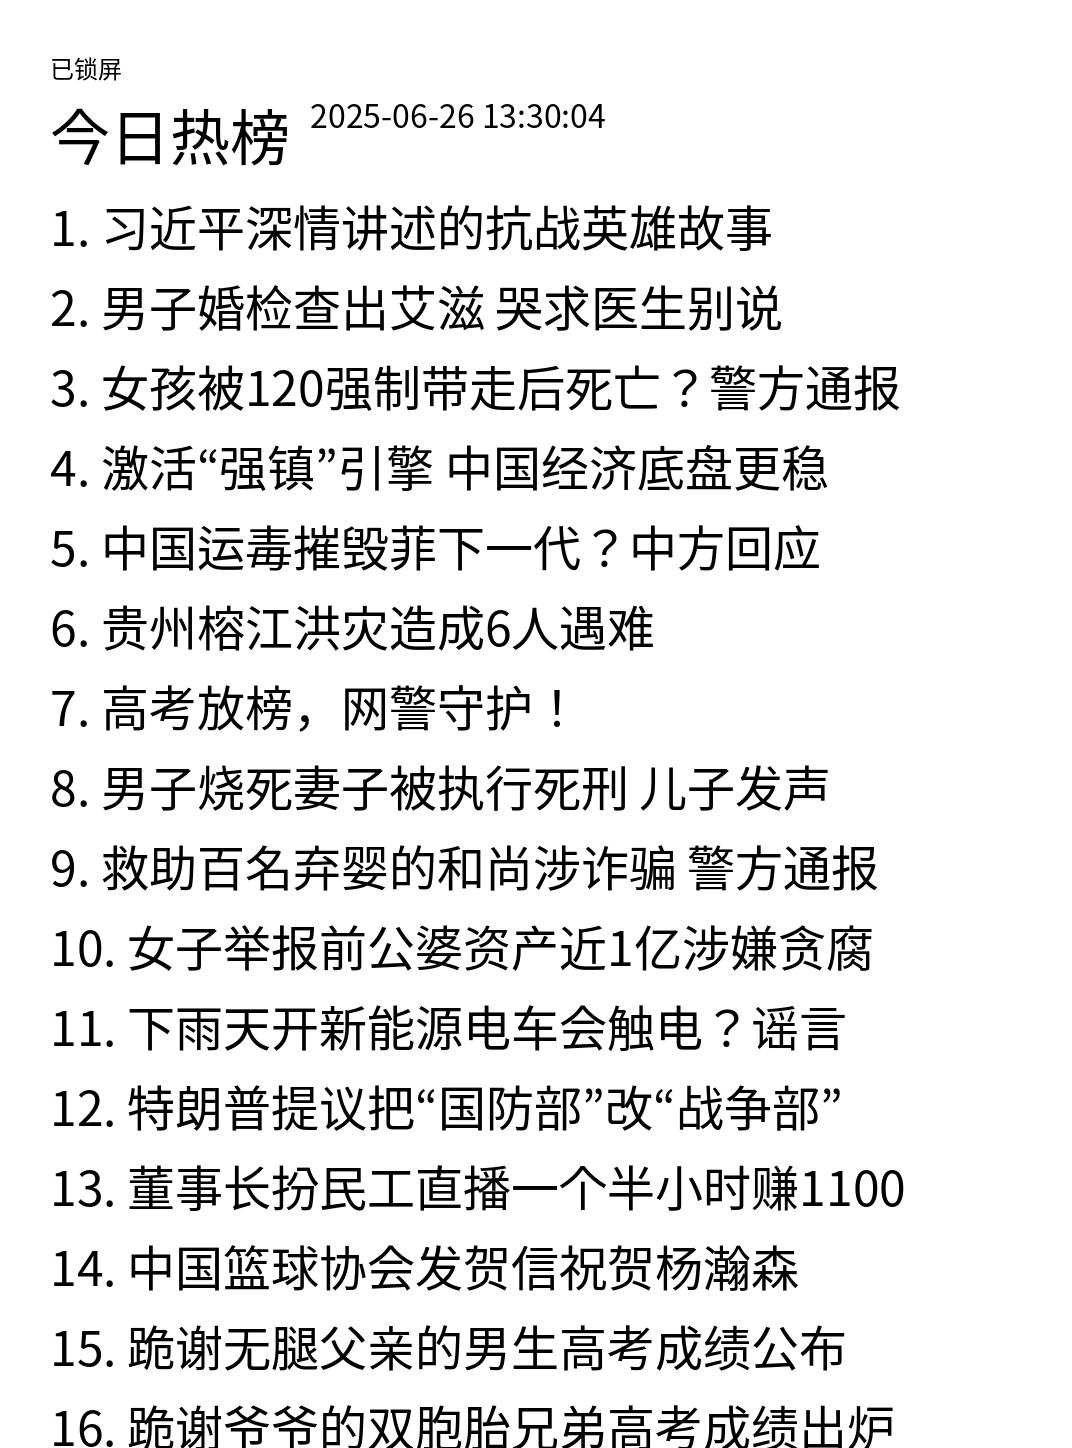 已锁屏
今日热榜 2025-06-26 13:30:04
1. 习近平深情讲述的抗战英雄故事
2. 男子婚检查出艾滋 哭求医生别说
3. 女孩被120强制带走后死亡？警方通报
4. 激活“强镇”引擎 中国经济底盘更稳
5. 中国运毒摧毁菲下一代？中方回应
6. 贵州榕江洪灾造成6人遇难
7. 高考放榜，网警守护！
8. 男子烧死妻子被执行死刑 儿子发声
9. 救助百名弃婴的和尚涉诈骗 警方通报
10. 女子举报前公婆资产近1亿涉嫌贪腐
11. 下雨天开新能源电车会触电？谣言
12. 特朗普提议把“国防部”改“战争部”
13. 董事长扮民工直播一个半小时赚1100
14. 中国篮球协会发贺信祝贺杨瀚森
15. 跪谢无腿父亲的男生高考成绩公布
16. 跪谢爷爷的双胞胎兄弟高考成绩出炉